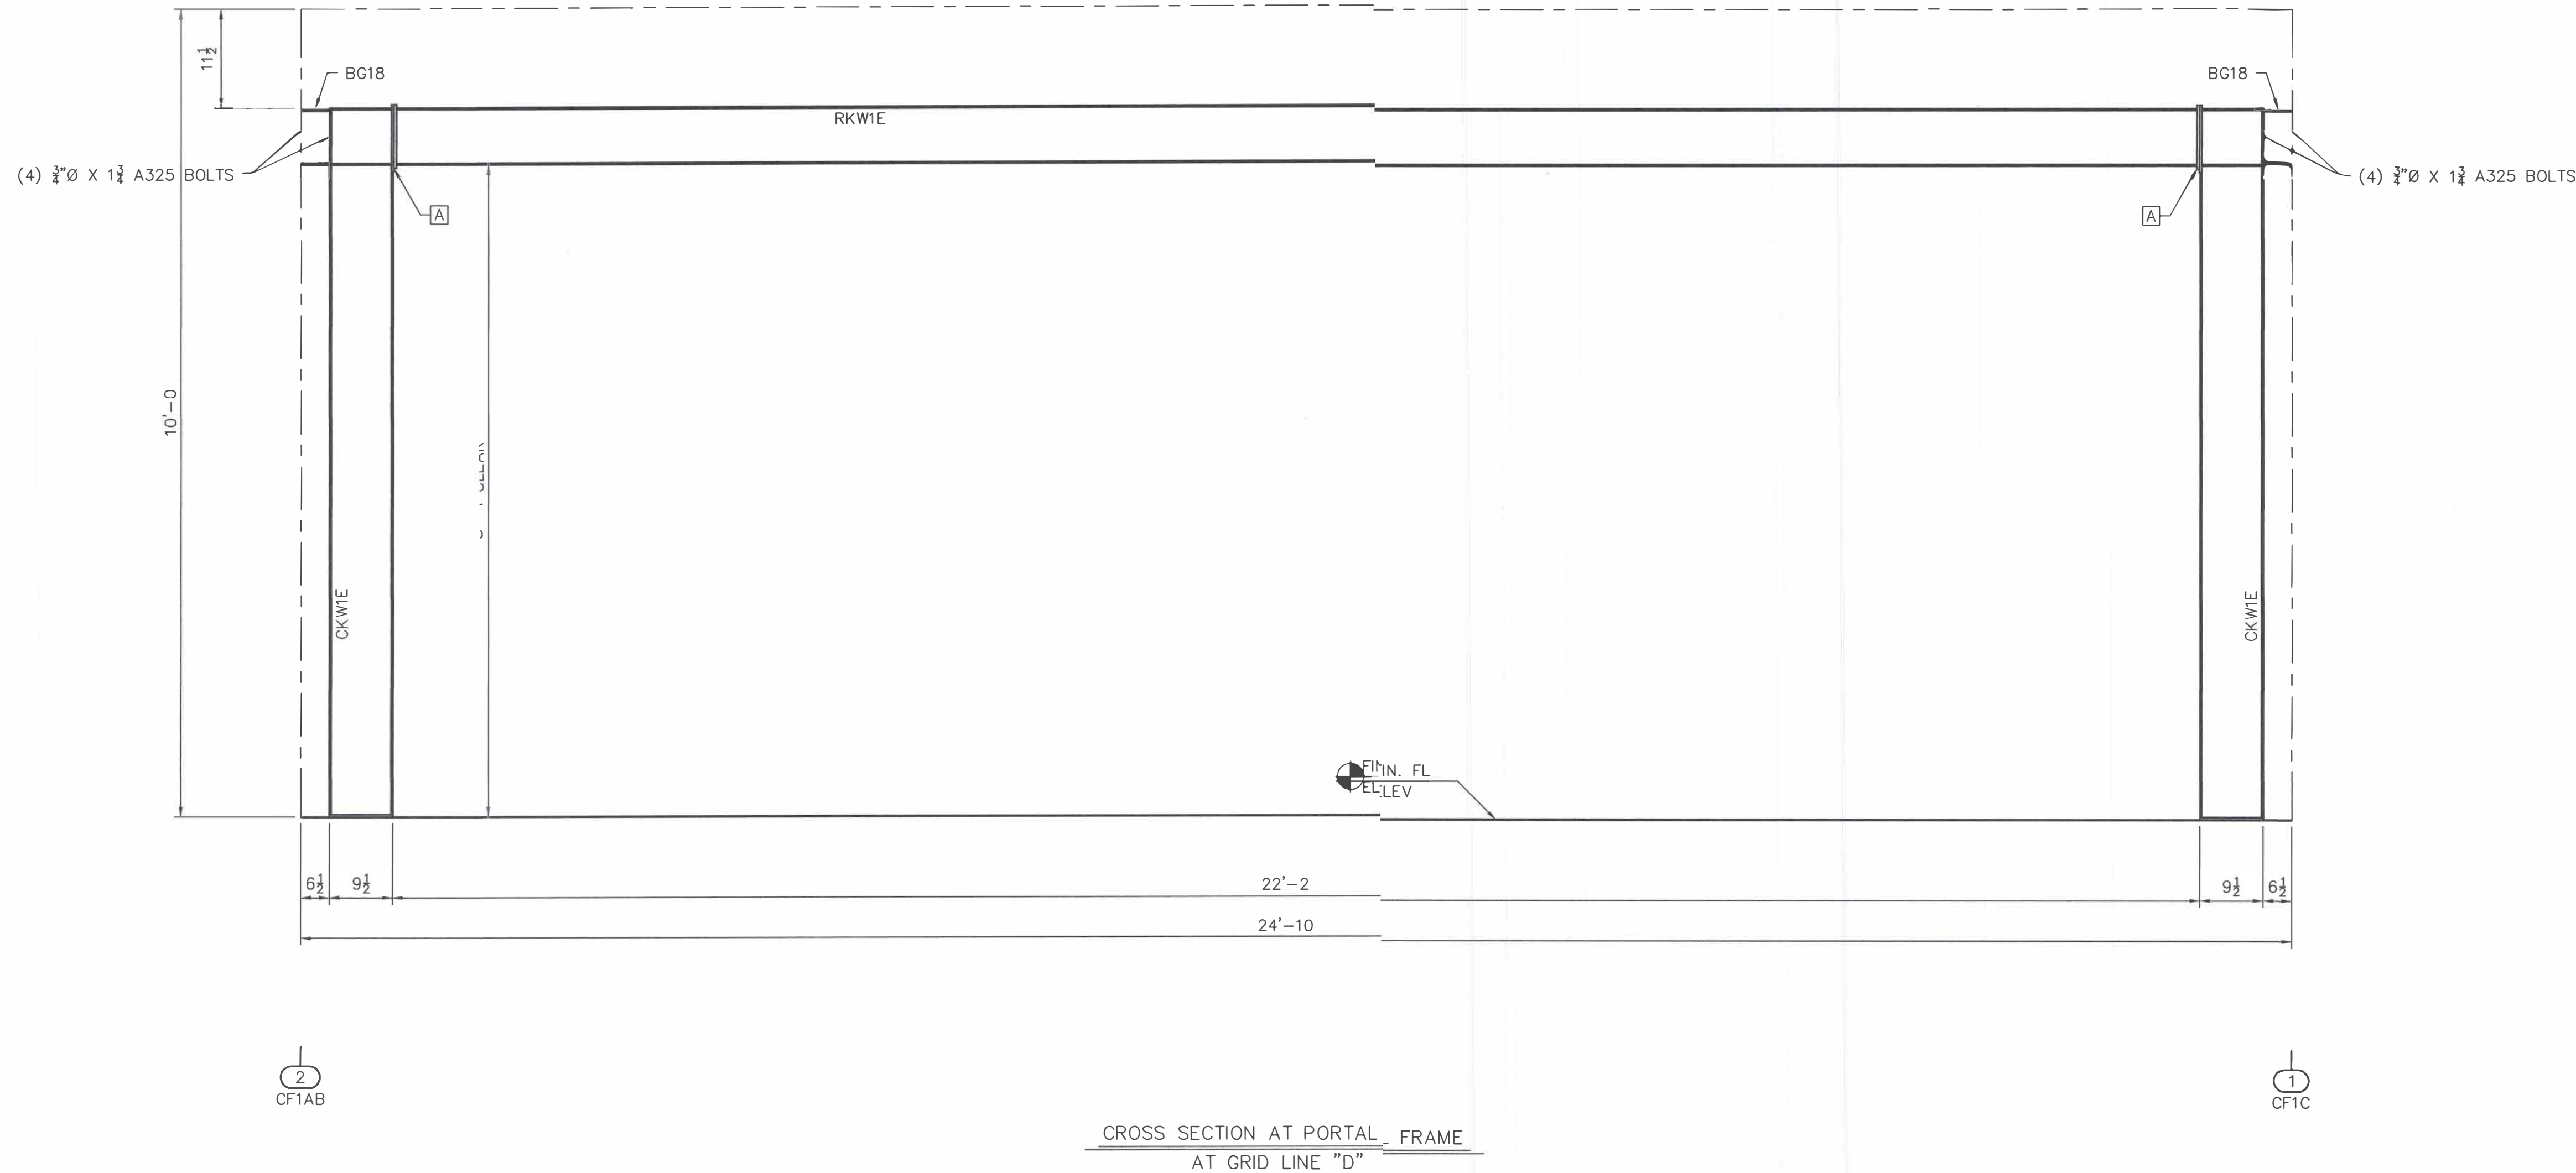 11½
BG18
BG18
RKW1E
(4) ¾"Ø X 1¾ A325 BOLTS
(4) ¾"Ø X 1¾ A325 BOLTS
A
A
10'-0
CKW1E
CKW1E
FIN. FL
ELEV
6½
9½
22'-2
9½
6½
24'-10
2
CF1AB
1
CF1C
CROSS SECTION AT PORTAL FRAME
AT GRID LINE "D"